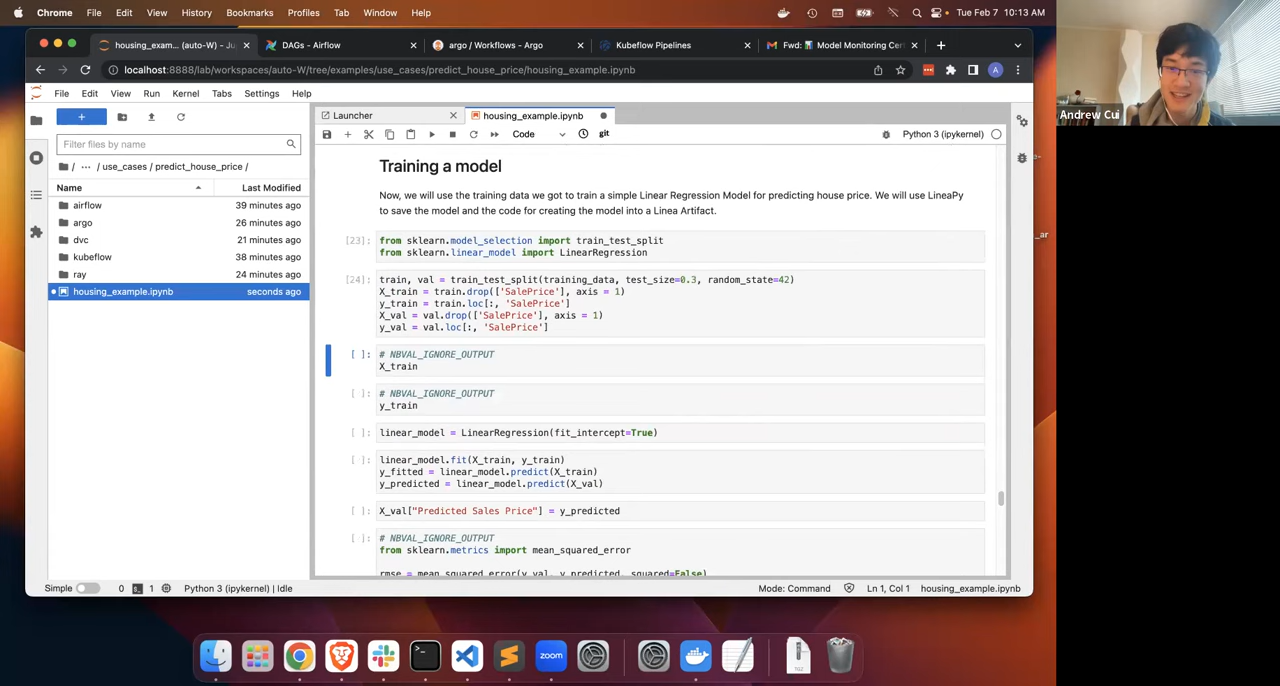 Chrome File Edit View History Bookmarks Profiles Tab Window Help Tue Feb 7 10:13 AM
housing_exam… (auto-W) - Ju DAGs - Airflow argo / Workflows - Argo Kubeflow Pipelines Fwd: Model Monitoring Cer
localhost:8888/lab/workspaces/auto-W/tree/examples/use_cases/predict_house_price/housing_example.ipynb A
File Edit View Run Kernel Tabs Settings Help
Andrew Cui
+
Filter files by name
/ ··· / use_cases / predict_house_price /
Name Last Modified
airflow 39 minutes ago
argo 26 minutes ago
dvc 21 minutes ago
kubeflow 38 minutes ago
ray 24 minutes ago
housing_example.ipynb seconds ago
Launcher housing_example.ipynb
Code git Python 3 (ipykernel)
Training a model
Now, we will use the training data we got to train a simple Linear Regression Model for predicting house price. We will use LineaPy
to save the model and the code for creating the model into a Linea Artifact.
[23]: from sklearn.model_selection import train_test_split
from sklearn.linear_model import LinearRegression
[24]: train, val = train_test_split(training_data, test_size=0.3, random_state=42)
X_train = train.drop(['SalePrice'], axis = 1)
y_train = train.loc[:, 'SalePrice']
X_val = val.drop(['SalePrice'], axis = 1)
y_val = val.loc[:, 'SalePrice']
[ ]: # NBVAL_IGNORE_OUTPUT
X_train
[ ]: # NBVAL_IGNORE_OUTPUT
y_train
[ ]: linear_model = LinearRegression(fit_intercept=True)
[ ]: linear_model.fit(X_train, y_train)
y_fitted = linear_model.predict(X_train)
y_predicted = linear_model.predict(X_val)
[ ]: X_val["Predicted Sales Price"] = y_predicted
[ ]: # NBVAL_IGNORE_OUTPUT
from sklearn.metrics import mean_squared_error
rmse = mean_squared_error(y_val, y_predicted, squared=False)
Simple 0 1 Python 3 (ipykernel) | Idle Mode: Command Ln 1, Col 1 housing_example.ipynb
zoom
TGZ